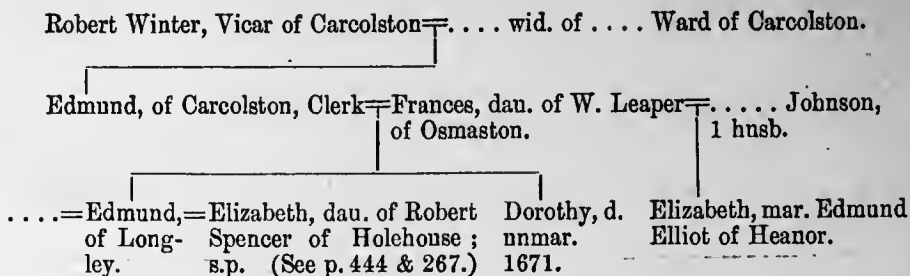 Robert Winter, Vicar of Carcolston=. . . . wid. of . . . . Ward of Carcolston.
Edmund, of Carcolston, Clerk=Frances, dau. of W. Leaper=. . . . . Johnson,
of Osmaston. 1 husb.
. . . .=Edmund,=Elizabeth, dau. of Robert Dorothy, d. Elizabeth, mar. Edmund
of Long- Spencer of Holehouse ; unmar. Elliot of Heanor.
ley. s.p. (See p. 444 & 267.) 1671.